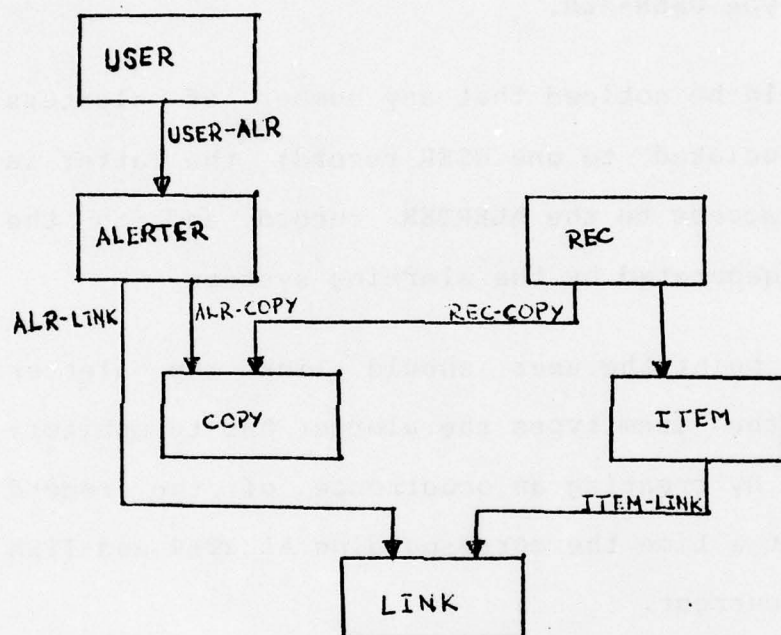 USER
USER-ALR
ALERTER
REC
ALR-LINK
ALR-COPY
REC-COPY
COPY
ITEM
ITEM-LINK
LINK